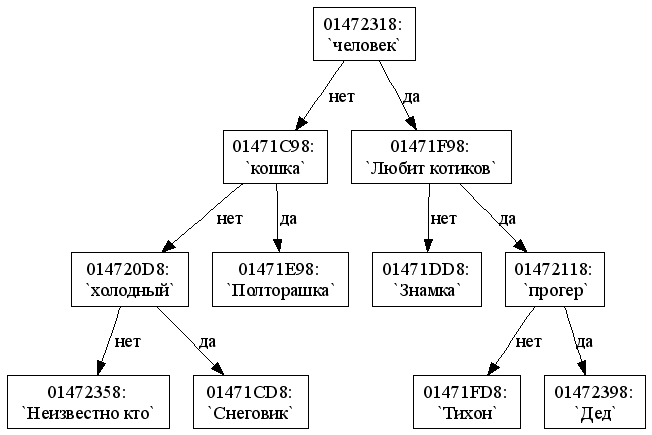 01472318:
`человек`
нет
да
01471C98:
`кошка`
01471F98:
`Любит котиков`
нет
да
нет
да
014720D8:
`холодный`
01471E98:
`Полторашка`
01471DD8:
`Знамка`
01472118:
`прогер`
нет
да
нет
да
01472358:
`Неизвестно кто`
01471CD8:
`Снеговик`
01471FD8:
`Тихон`
01472398:
`Дед`